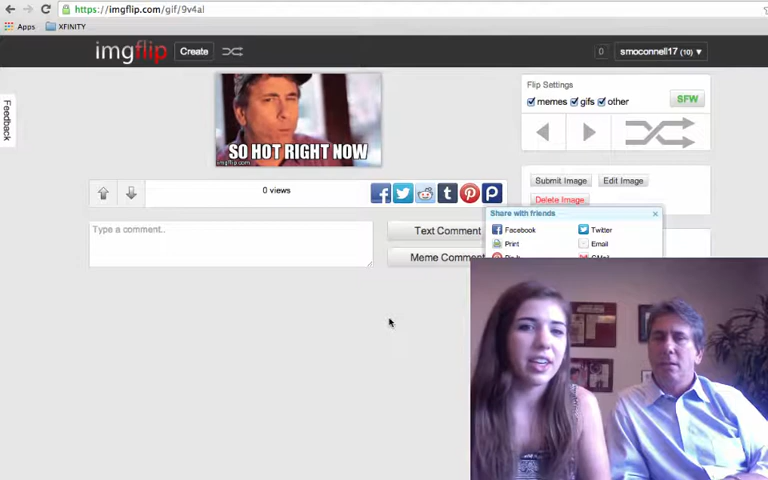 https://imgflip.com/gif/9v4al
Apps XFINITY
imgflip Create 0 smoconnell17 (10) ▼
Feedback
SO HOT RIGHT NOW
imgflip.com
Flip Settings
memes gifs other SFW
Submit Image Edit Image
Delete Image
0 views
Share with friends ×
Facebook Twitter
Print Email
Type a comment..
Text Comment
Meme Comment